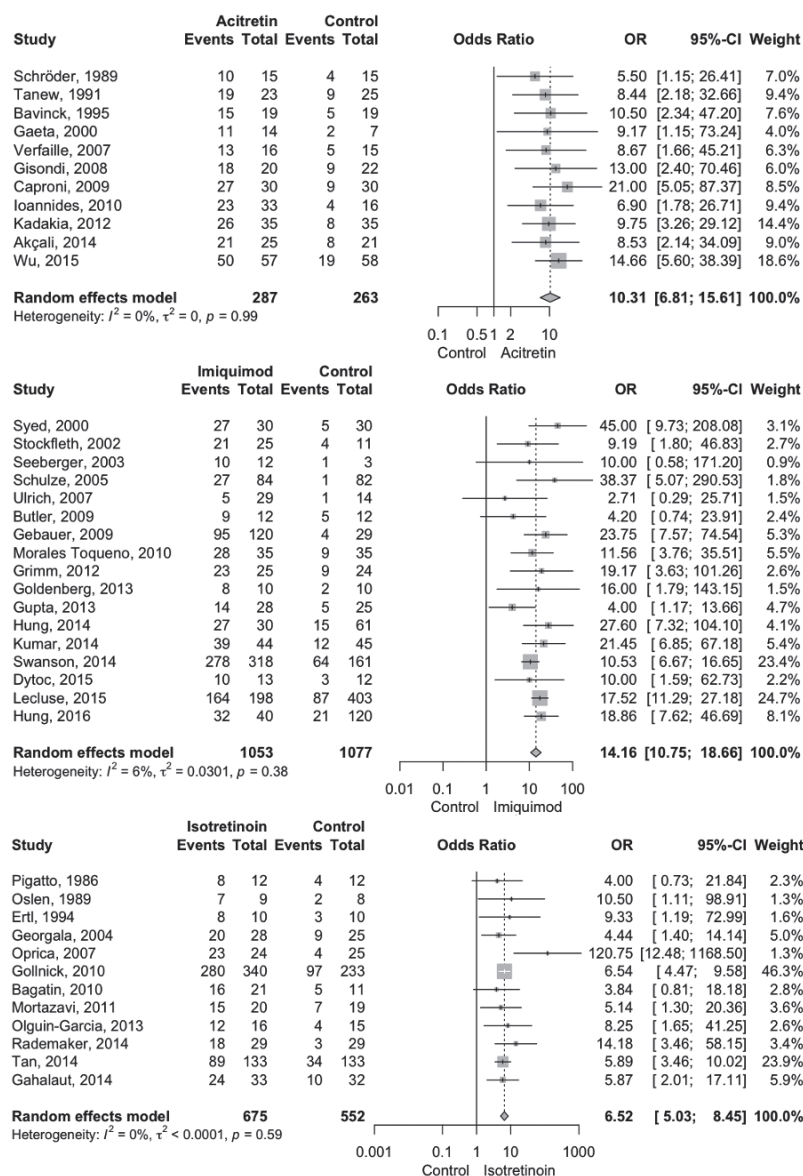 Acitretin Control
Study Events Total Events Total Odds Ratio OR 95%-CI Weight
Schröder, 1989 10 15 4 15 5.50 [1.15; 26.41] 7.0%
Tanew, 1991 19 23 9 25 8.44 [2.18; 32.66] 9.4%
Bavinck, 1995 15 19 5 19 10.50 [2.34; 47.20] 7.6%
Gaeta, 2000 11 14 2 7 9.17 [1.15; 73.24] 4.0%
Verfaille, 2007 13 16 5 15 8.67 [1.66; 45.21] 6.3%
Gisondi, 2008 18 20 9 22 13.00 [2.40; 70.46] 6.0%
Caproni, 2009 27 30 9 30 21.00 [5.05; 87.37] 8.5%
Ioannides, 2010 23 33 4 16 6.90 [1.78; 26.71] 9.4%
Kadakia, 2012 26 35 8 35 9.75 [3.26; 29.12] 14.4%
Akçali, 2014 21 25 8 21 8.53 [2.14; 34.09] 9.0%
Wu, 2015 50 57 19 58 14.66 [5.60; 38.39] 18.6%
Random effects model 287 263 10.31 [6.81; 15.61] 100.0%
Heterogeneity: I² = 0%, τ² = 0, p = 0.99
0.1 0.5 1 2 10
Control Acitretin
Imiquimod Control
Study Events Total Events Total Odds Ratio OR 95%-CI Weight
Syed, 2000 27 30 5 30 45.00 [ 9.73; 208.08] 3.1%
Stockfleth, 2002 21 25 4 11 9.19 [ 1.80; 46.83] 2.7%
Seeberger, 2003 10 12 1 3 10.00 [ 0.58; 171.20] 0.9%
Schulze, 2005 27 84 1 82 38.37 [ 5.07; 290.53] 1.8%
Ulrich, 2007 5 29 1 14 2.71 [ 0.29; 25.71] 1.4%
Butler, 2009 9 12 5 12 4.20 [ 0.74; 23.91] 2.4%
Gebauer, 2009 95 120 4 29 23.75 [ 7.57; 74.54] 5.3%
Morales Toqueno, 2010 28 35 9 35 11.56 [ 3.76; 35.51] 5.5%
Grimm, 2012 23 25 9 24 19.17 [ 3.63; 101.26] 2.6%
Goldenberg, 2013 8 10 2 10 16.00 [ 1.79; 143.15] 1.5%
Gupta, 2013 14 28 5 25 4.00 [ 1.17; 13.66] 4.7%
Hung, 2014 27 30 15 61 27.60 [ 7.32; 104.10] 4.1%
Kumar, 2014 39 44 12 45 21.45 [ 6.85; 67.18] 5.3%
Swanson, 2014 278 318 64 161 10.53 [ 6.67; 16.65] 23.4%
Dytoc, 2015 10 13 3 12 10.00 [ 1.59; 62.73] 2.2%
Lecluse, 2015 164 198 87 403 17.52 [11.29; 27.18] 24.7%
Hung, 2016 32 40 21 120 18.86 [ 7.62; 46.69] 8.1%
Random effects model 1053 1077 14.16 [10.75; 18.66] 100.0%
Heterogeneity: I² = 6%, τ² = 0.0301, p = 0.38
0.01 0.1 1 10 100
Control Imiquimod
Isotretinoin Control
Study Events Total Events Total Odds Ratio OR 95%-CI Weight
Pigatto, 1986 8 12 4 12 4.00 [ 0.73; 21.84] 2.3%
Oslen, 1989 7 9 2 8 10.50 [ 1.11; 98.91] 1.3%
Ertl, 1994 8 10 3 10 9.33 [ 1.19; 72.99] 1.6%
Georgala, 2004 20 28 9 25 4.44 [ 1.40; 14.14] 5.0%
Oprica, 2007 23 24 4 25 120.75 [12.48; 1168.50] 1.3%
Gollnick, 2010 280 340 97 233 6.54 [ 4.47; 9.58] 46.3%
Bagatin, 2010 16 21 5 11 3.84 [ 0.81; 18.18] 2.8%
Mortazavi, 2011 15 20 7 19 5.14 [ 1.30; 20.36] 3.6%
Olguin-Garcia, 2013 12 16 4 15 8.25 [ 1.65; 41.25] 2.6%
Rademaker, 2014 18 29 3 29 14.18 [ 3.46; 58.15] 3.4%
Tan, 2014 89 133 34 133 5.89 [ 3.46; 10.02] 23.9%
Gahalaut, 2014 24 33 10 32 5.87 [ 2.01; 17.11] 5.9%
Random effects model 675 552 6.52 [ 5.03; 8.45] 100.0%
Heterogeneity: I² = 0%, τ² < 0.0001, p = 0.59
0.001 0.1 1 10 1000
Control Isotretinoin